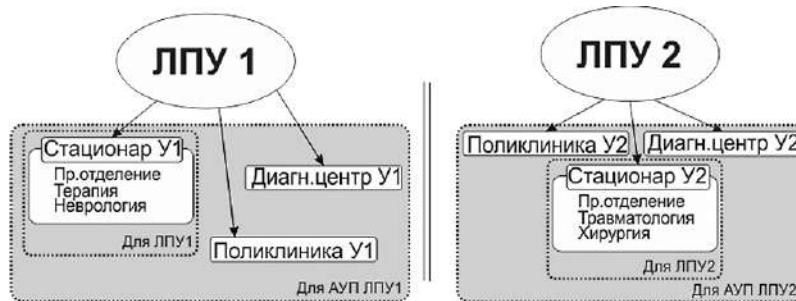 ЛПУ 1
Стационар У1
Пр.отделение
Терапия
Неврология
Для ЛПУ1
Диагн.центр У1
Поликлиника У1
Для АУП ЛПУ1
ЛПУ 2
Поликлиника У2
Диагн.центр У2
Стационар У2
Пр.отделение
Травматология
Хирургия
Для ЛПУ2
Для АУП ЛПУ2